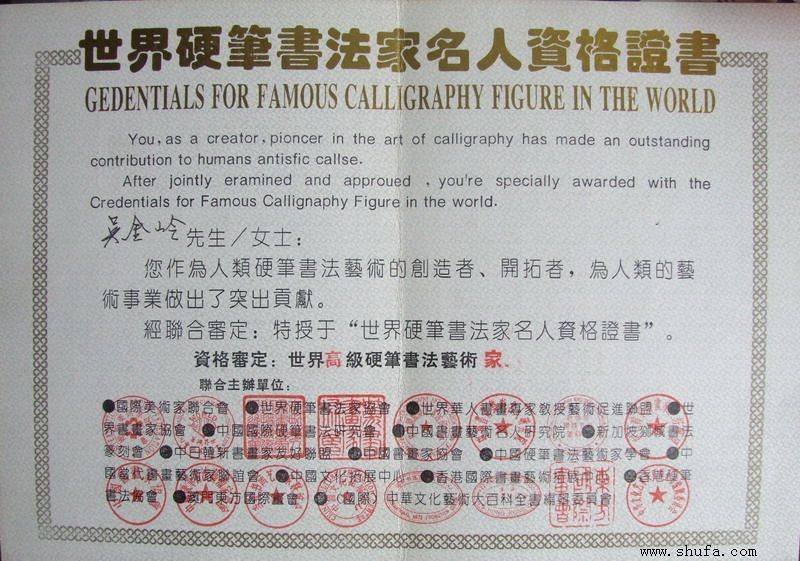 世界硬筆書法家名人資格證書
GEDENTIALS FOR FAMOUS CALLIGRAPHY FIGURE IN THE WORLD
You, as a creator, pioncer in the art of calligraphy has made an outstanding
contribution to humans antisfic callse.
After jointly eramined and approued , you're specially awarded with the
Credentials for Famous Callignaphy Figure in the world.
吴金岭先生／女士：
您作為人類硬筆書法藝術的創造者、開拓者，為人類的藝
術事業做出了突出貢獻。
經聯合審定：特授于“世界硬筆書法家名人資格證書”。
資格審定：世界高級硬筆書法藝術家
聯合主辦單位：
●國際美術家聯合會 ●世界硬筆書法家協會 ●世界華人書畫專家教授藝術促進聯盟 ●世
界書畫家協會 ●中國國際硬筆書法研究會 ●中國書畫藝術名人研究院 ●新加坡獅城書法
篆刻會 ●中日韓新書畫家友好聯盟 ●中國書畫家協會 ●中國硬筆書法藝術家學會 ●中
國當代書畫藝術家聯誼會 ●中國文化藝術展中心 ●香港國際書畫藝術
書法協會 ●澳門東方國際畫會 ●（國際）中華文化藝術大百科全書編纂委員會
www.shufa.com